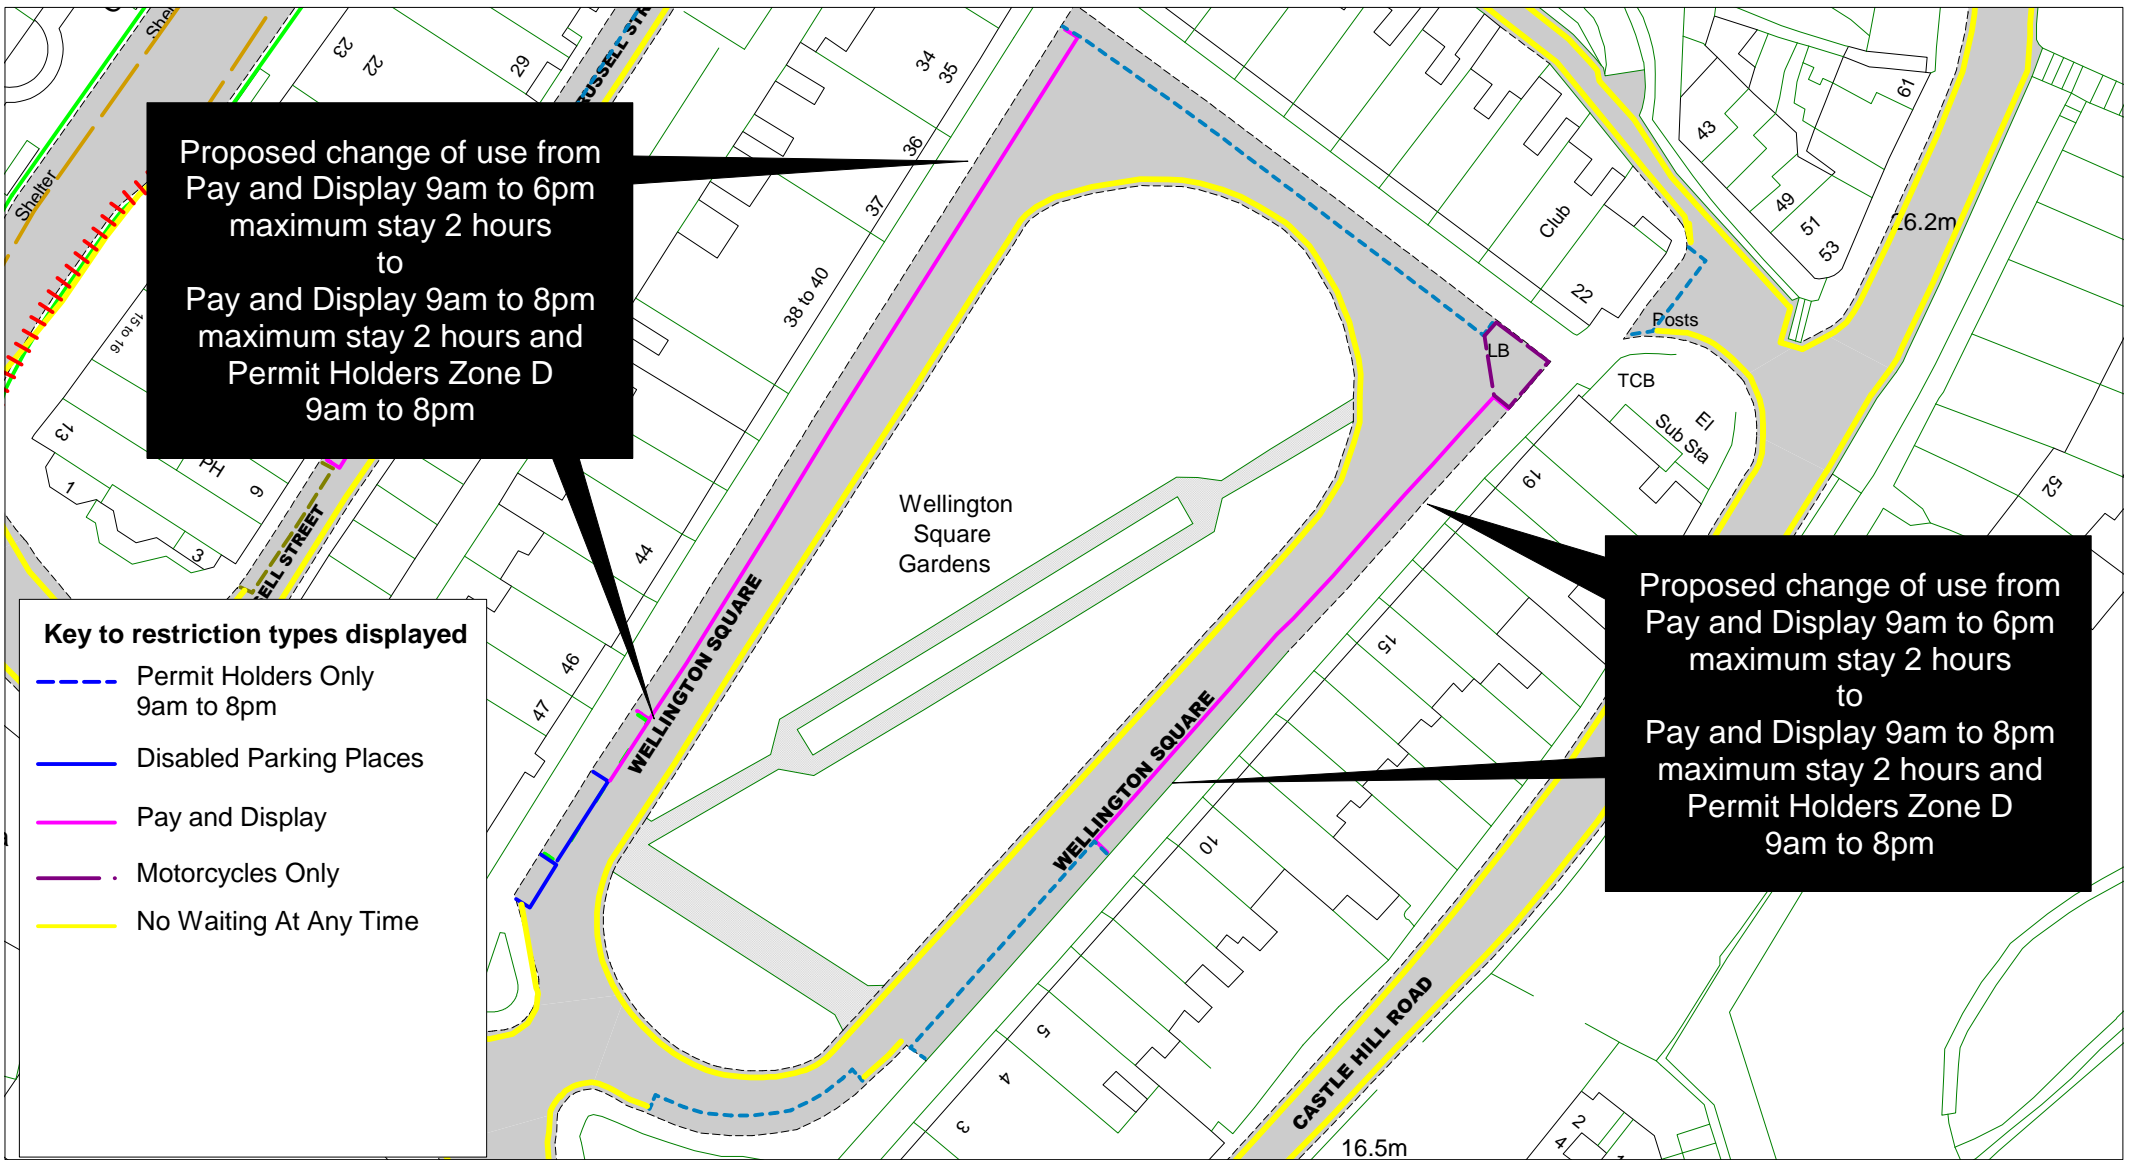 Shelter
23
22
29
RUSSELL STR
34
35
36
37
38 to 40
Proposed change of use from
Pay and Display 9am to 6pm
maximum stay 2 hours
to
Pay and Display 9am to 8pm
maximum stay 2 hours and
Permit Holders Zone D
9am to 8pm
15 to 16
13
PH
9
1
3
SELL STREET
44
46
47
WELLINGTON SQUARE
Wellington
Square
Gardens
WELLINGTON SQUARE
Club
22
Posts
LB
TCB
El
Sub Sta
43
49
51
53
61
26.2m
19
15
10
5
4
3
52
Proposed change of use from
Pay and Display 9am to 6pm
maximum stay 2 hours
to
Pay and Display 9am to 8pm
maximum stay 2 hours and
Permit Holders Zone D
9am to 8pm
Key to restriction types displayed
Permit Holders Only
9am to 8pm
Disabled Parking Places
Pay and Display
Motorcycles Only
No Waiting At Any Time
CASTLE HILL ROAD
16.5m
2
4